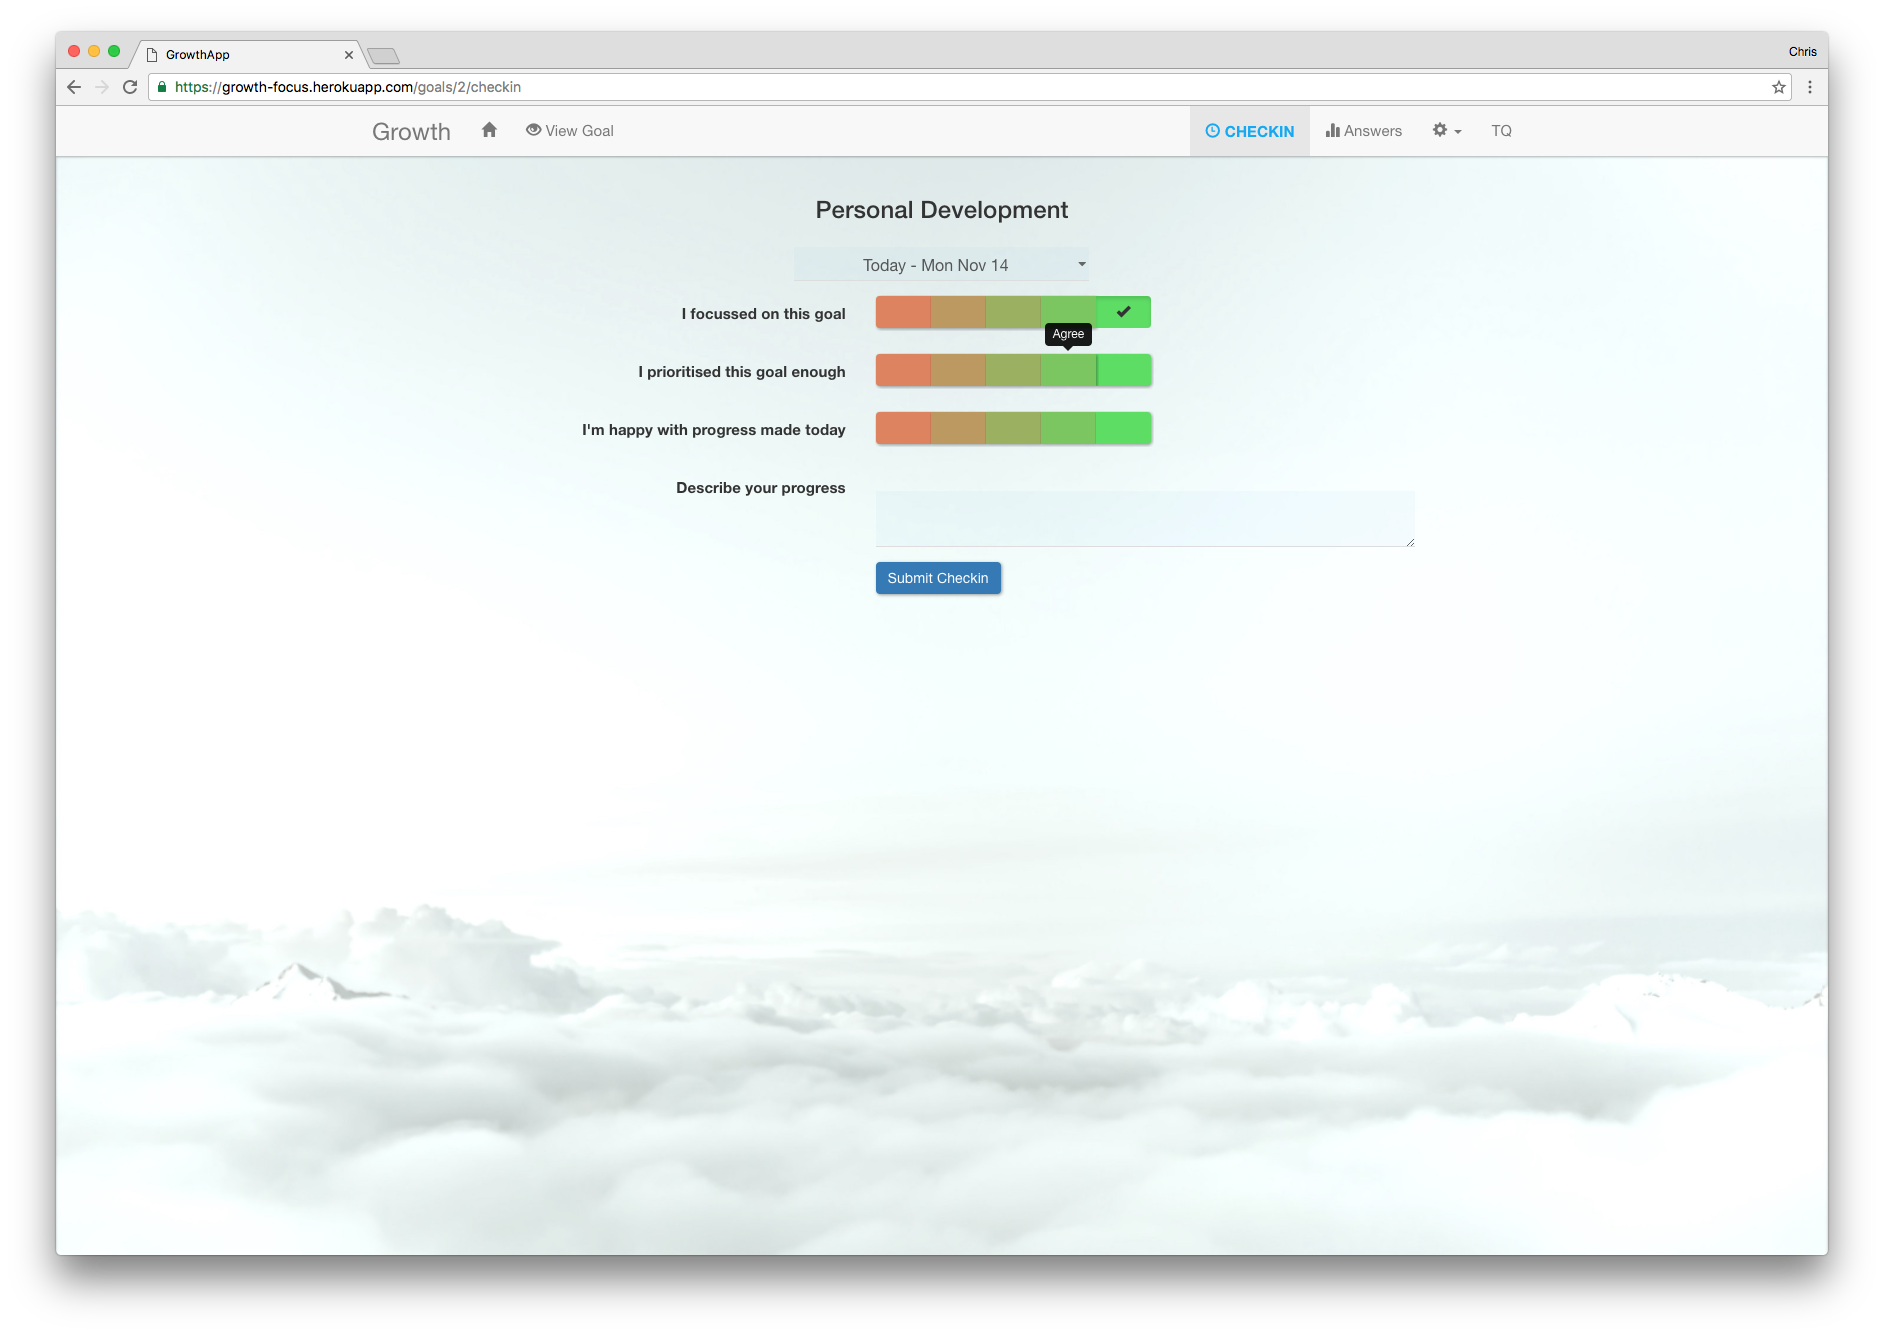 GrowthApp
Chris
https://growth-focus.herokuapp.com/goals/2/checkin
Growth View Goal CHECKIN Answers TQ
Personal Development
Today - Mon Nov 14
I focussed on this goal
Agree
I prioritised this goal enough
I'm happy with progress made today
Describe your progress
Submit Checkin